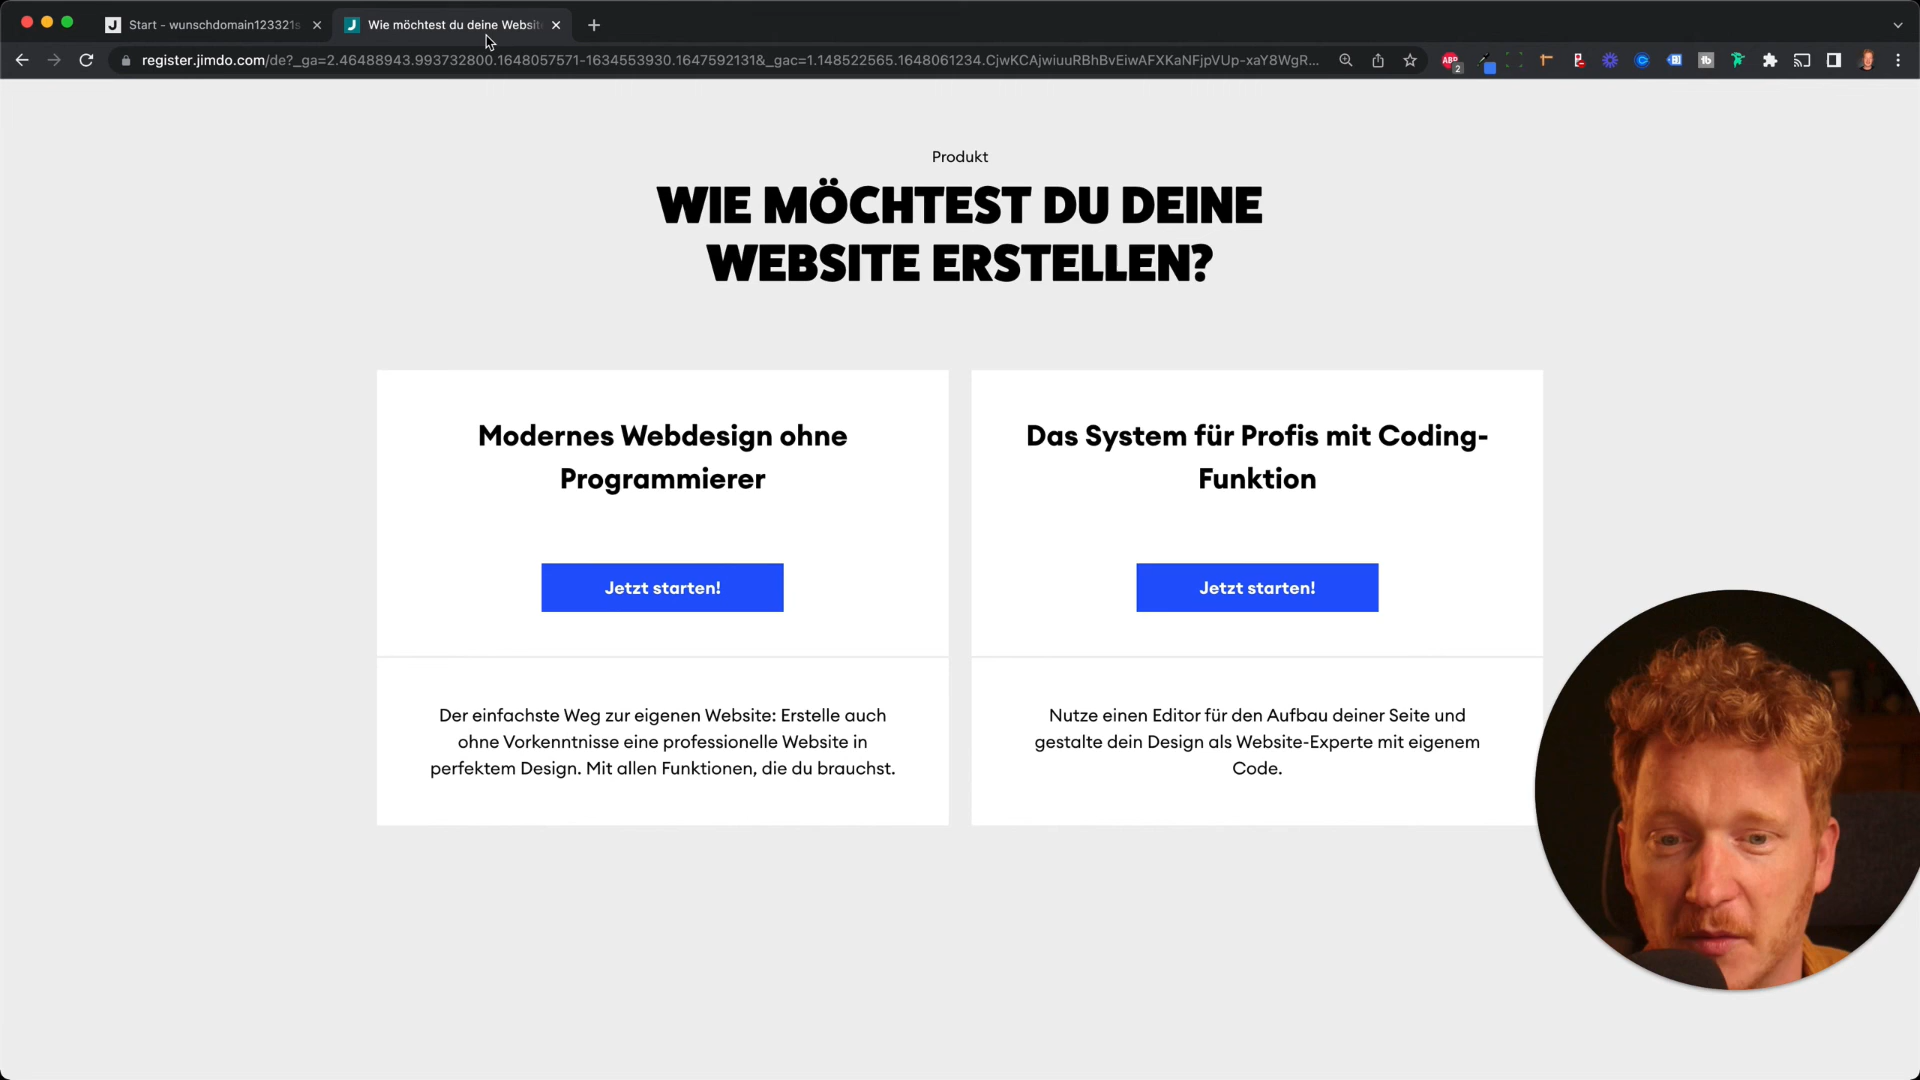 Start - wunschdomain123321s
Wie möchtest du deine Websit
register.jimdo.com/de?_ga=2.46488943.993732800.1648057571-1634553930.1647592131&_gac=1.148522565.1648061234.CjwKCAjwiuuRBhBvEiwAFXKaNFjpVUp-xaY8WgR...
ABP
2
tb
Produkt
WIE MÖCHTEST DU DEINE
WEBSITE ERSTELLEN?
Modernes Webdesign ohne
Programmierer
Jetzt starten!
Der einfachste Weg zur eigenen Website: Erstelle auch
ohne Vorkenntnisse eine professionelle Website in
perfektem Design. Mit allen Funktionen, die du brauchst.
Das System für Profis mit Coding-
Funktion
Jetzt starten!
Nutze einen Editor für den Aufbau deiner Seite und
gestalte dein Design als Website-Experte mit eigenem
Code.